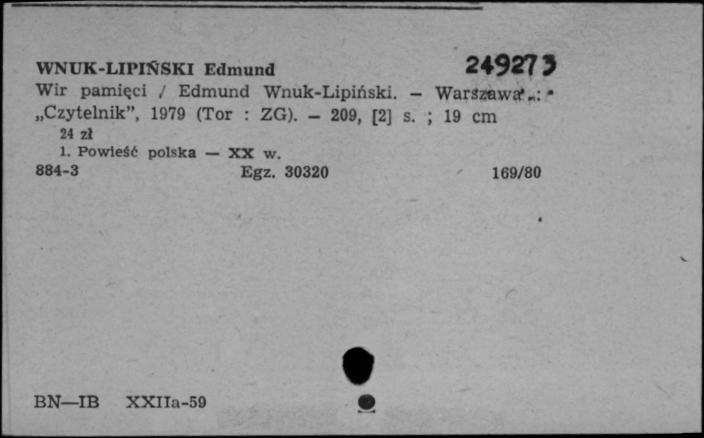 WNUK-LIPIŃSKI Edmund 249273
Wir pamięci / Edmund Wnuk-Lipiński. — Warszawa :
„Czytelnik”, 1979 (Tor : ZG). — 209, [2] s. ; 19 cm
24 zł
1. Powieść polska — XX w.
884-3 Egz. 30320 169/80
BN—IB XXIIa-59